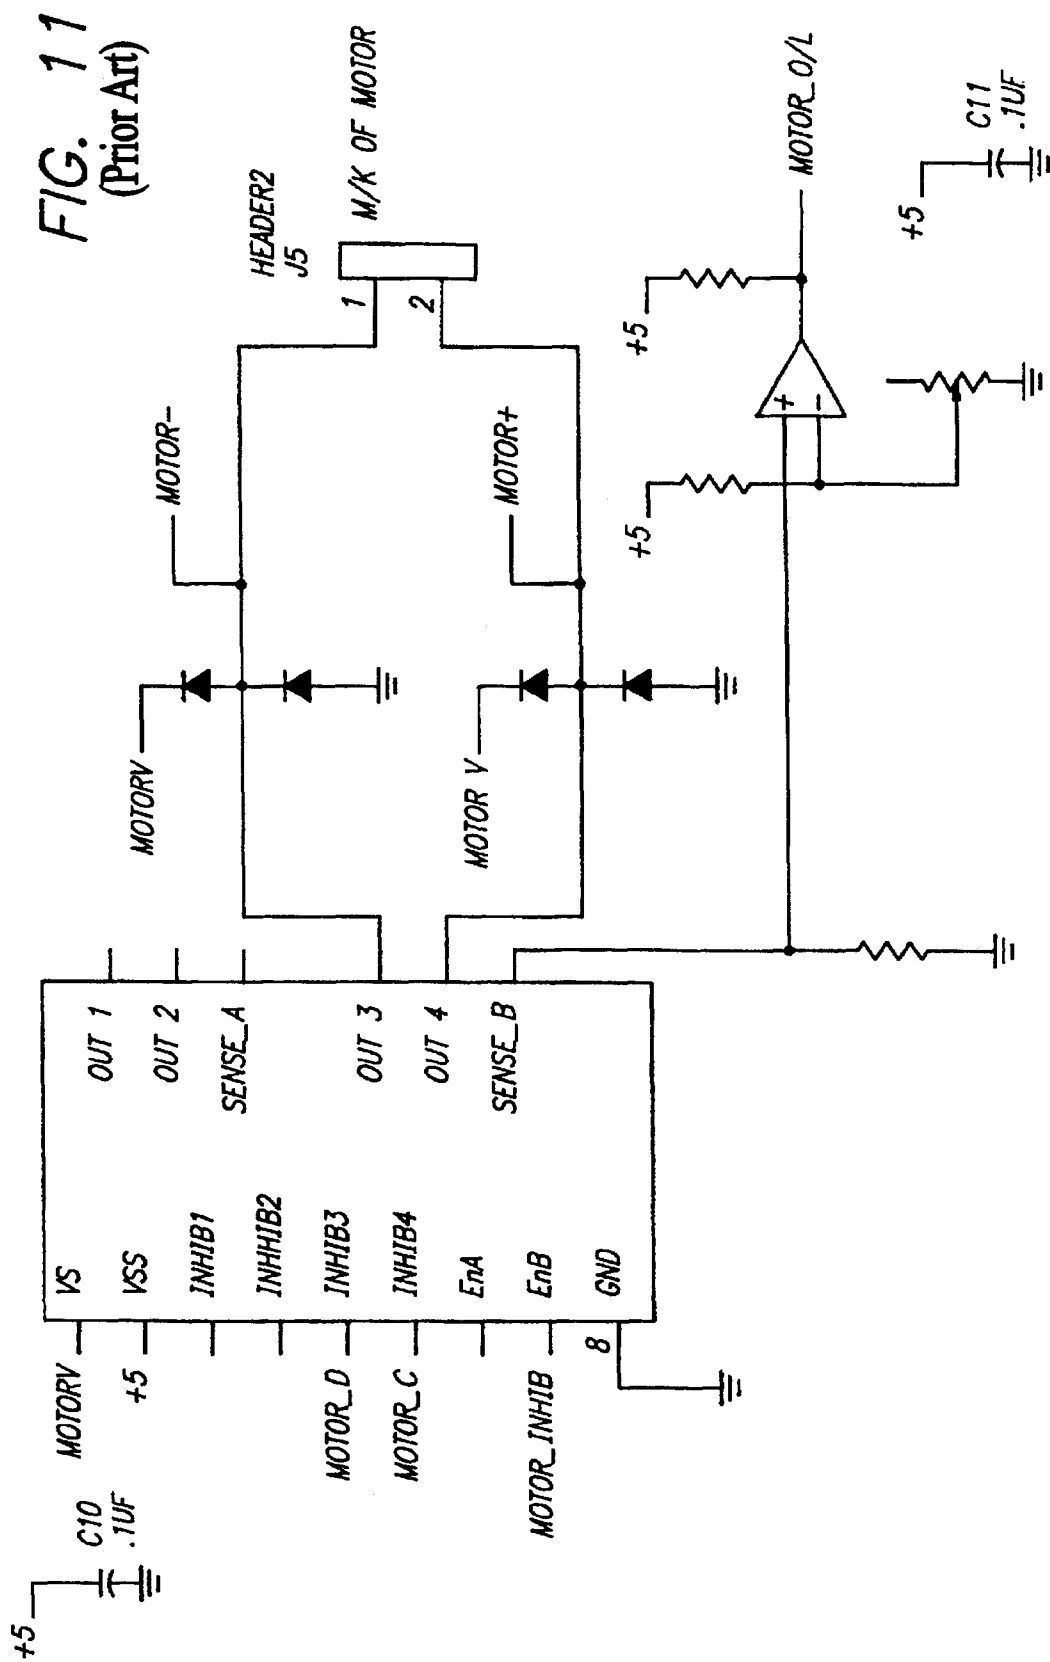 FIG. 11
(Prior Art)
+5
C10
.1UF
MOTORV
+5
MOTOR_D
MOTOR_C
MOTOR_INHIB
8
VS
VSS
INHIB1
INHHIB2
INHIB3
INHIB4
EnA
EnB
GND
OUT 1
OUT 2
SENSE_A
OUT 3
OUT 4
SENSE_B
MOTORV
MOTOR V
MOTOR-
MOTOR+
HEADER2
J5
1
2
M/K OF MOTOR
+5
+5
+
-
MOTOR_O/L
+5
C11
.1UF